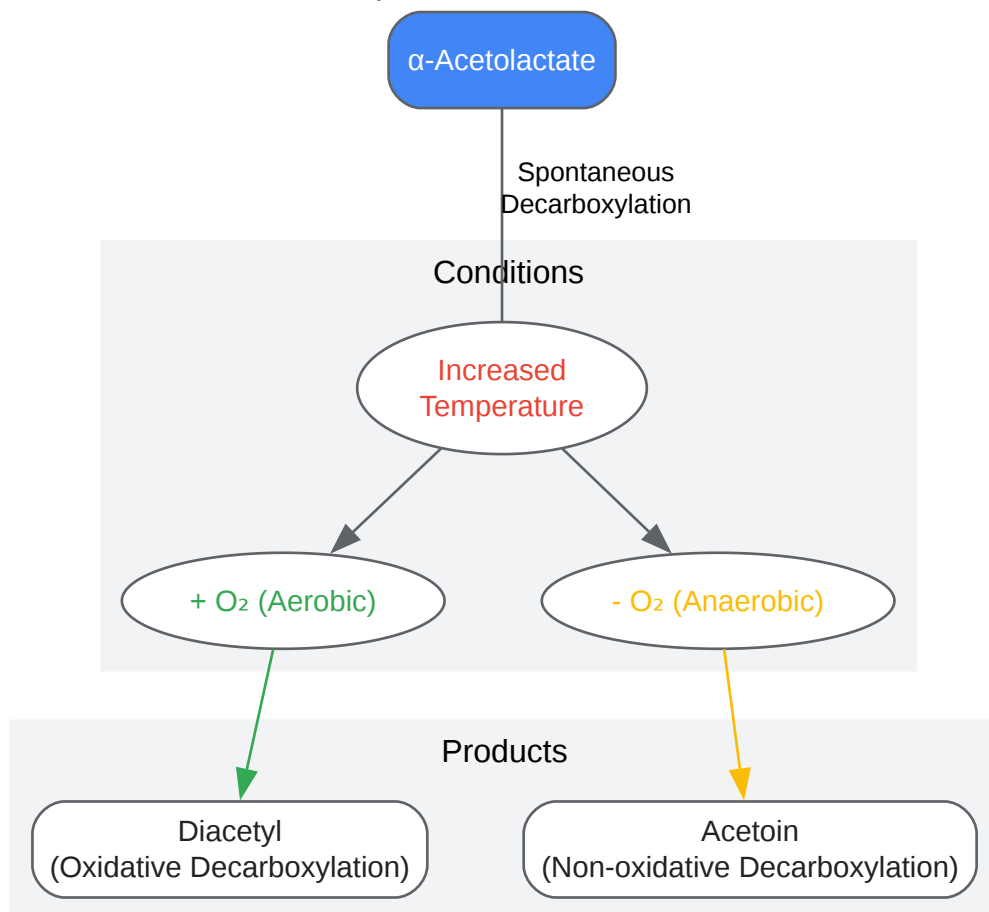 α-Acetolactate
Spontaneous
Decarboxylation
Conditions
Increased
Temperature
+ O₂ (Aerobic)
- O₂ (Anaerobic)
Products
Diacetyl
(Oxidative Decarboxylation)
Acetoin
(Non-oxidative Decarboxylation)